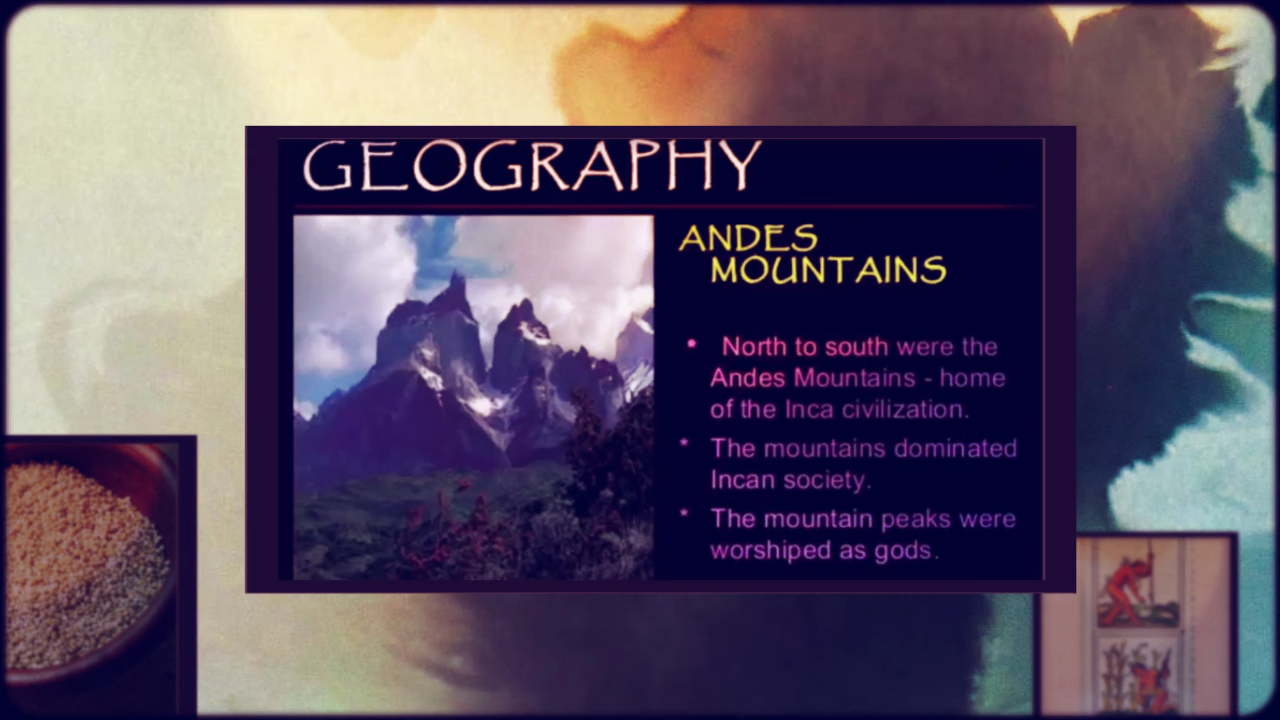 GEOGRAPHY
ANDES
MOUNTAINS
• North to south were the
Andes Mountains - home
of the Inca civilization.
* The mountains dominated
Incan society.
* The mountain peaks were
worshiped as gods.